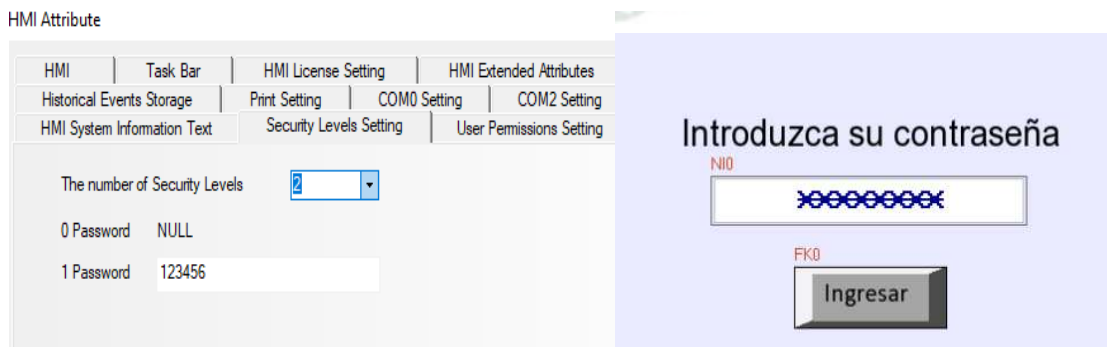 HMI Attribute
HMI Task Bar HMI License Setting HMI Extended Attributes
Historical Events Storage Print Setting COM0 Setting COM2 Setting
HMI System Information Text Security Levels Setting User Permissions Setting
The number of Security Levels 2
0 Password NULL
1 Password 123456
Introduzca su contraseña
NI0
XXXXXXXX
FK0
Ingresar